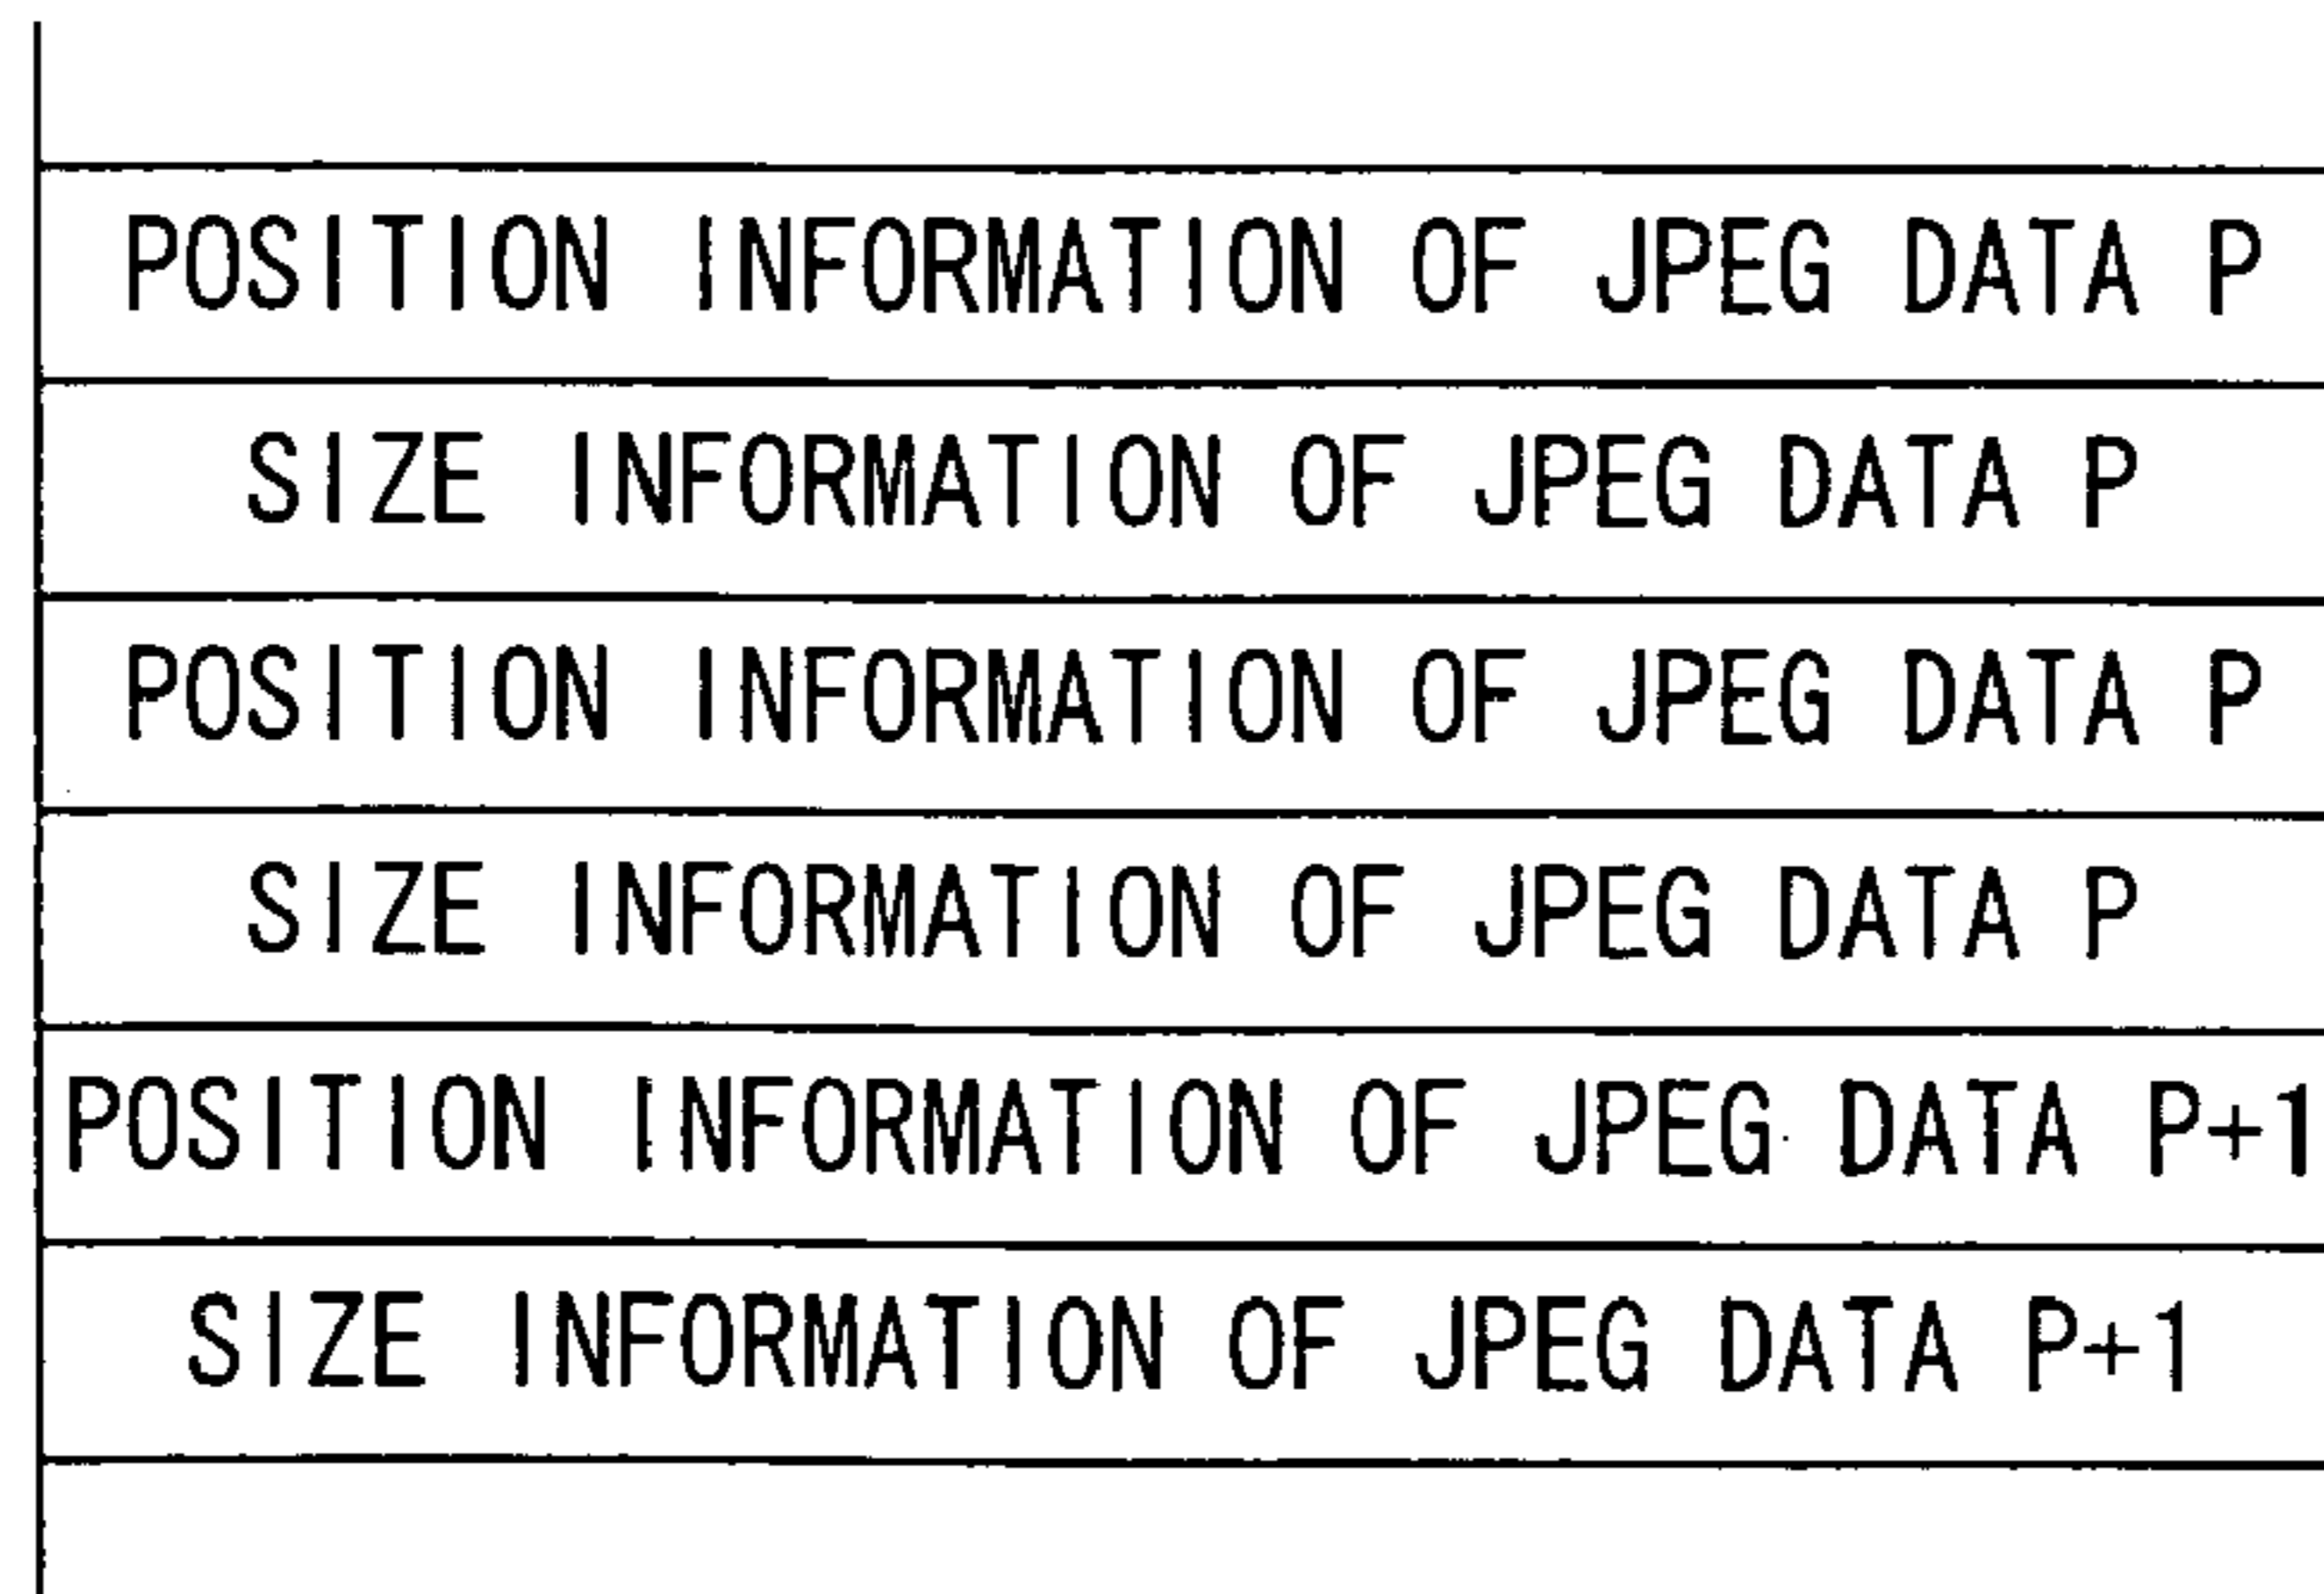 POSITION INFORMATION OF JPEG DATA P
SIZE INFORMATION OF JPEG DATA P
POSITION INFORMATION OF JPEG DATA P
SIZE INFORMATION OF JPEG DATA P
POSITION INFORMATION OF JPEG DATA P+1
SIZE INFORMATION OF JPEG DATA P+1